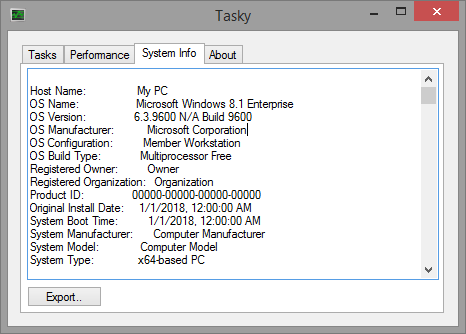 Tasky
Tasks Performance System Info About
Host Name: My PC
OS Name: Microsoft Windows 8.1 Enterprise
OS Version: 6.3.9600 N/A Build 9600
OS Manufacturer: Microsoft Corporation
OS Configuration: Member Workstation
OS Build Type: Multiprocessor Free
Registered Owner: Owner
Registered Organization: Organization
Product ID: 00000-00000-00000-00000
Original Install Date: 1/1/2018, 12:00:00 AM
System Boot Time: 1/1/2018, 12:00:00 AM
System Manufacturer: Computer Manufacturer
System Model: Computer Model
System Type: x64-based PC
Export..